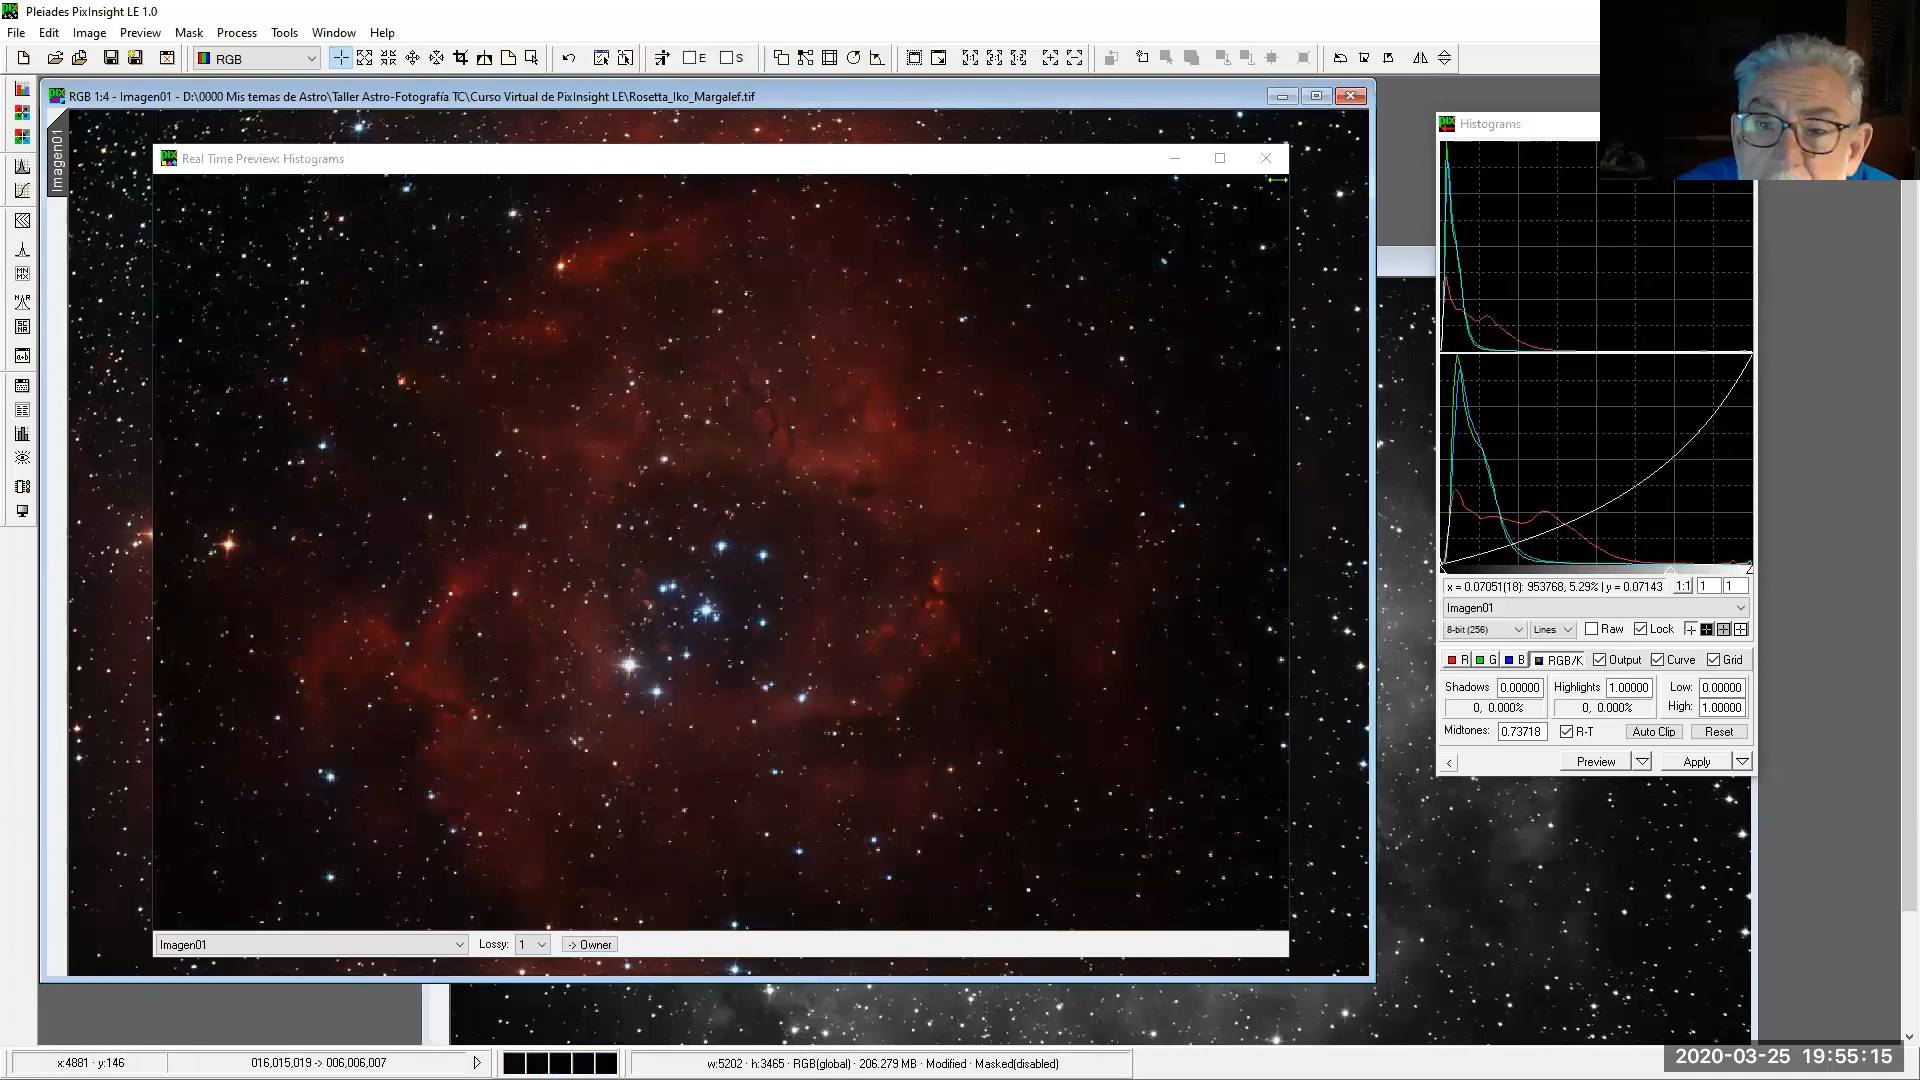 Pleiades PixInsight LE 1.0
File Edit Image Preview Mask Process Tools Window Help
RGB E S
RGB 1:4 - Imagen01 - D:\0000 Mis temas de Astro\Taller Astro-Fotografía TC\Curso Virtual de PixInsight LE\Rosetta_Iko_Margalef.tif
Imagen01
Real Time Preview: Histograms
Histograms
x = 0.07051(18): 953768, 5.29% | y = 0.07143 1:1 1 1
Imagen01
8-bit (256) Lines Raw Lock
R G B RGB/K Output Curve Grid
Shadows 0.00000 Highlights 1.00000 Low: 0.00000
0, 0.000% 0, 0.000% High: 1.00000
Midtones: 0.73718 R-T Auto Clip Reset
< Preview Apply
Imagen01 Lossy: 1 -> Owner
x:4881 · y:146 016,015,019 -> 006,006,007 w:5202 · h:3465 · RGB(global) · 206.279 MB · Modified · Masked(disabled)
2020-03-25 19:55:15